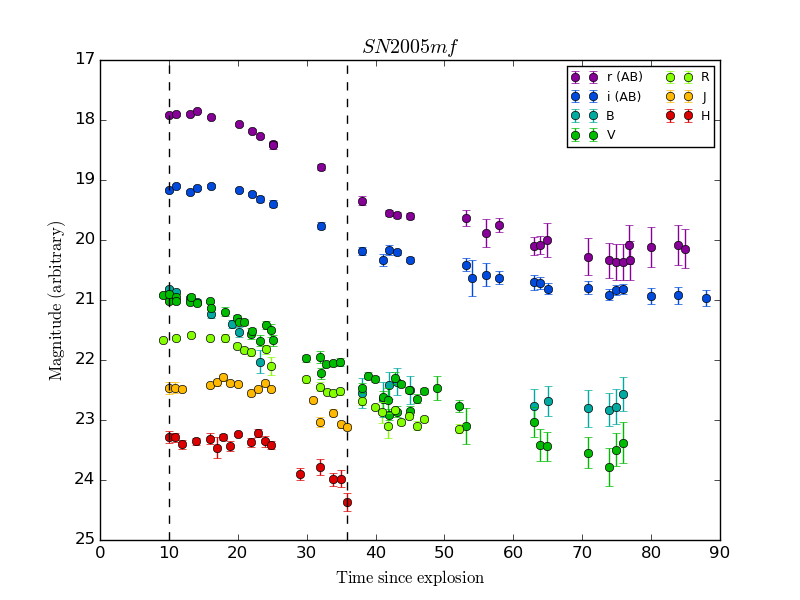 SN2005mf
17
18
19
20
21
22
23
24
25
Magnitude (arbitrary)
r (AB)
i (AB)
B
V
R
J
H
0 10 20 30 40 50 60 70 80 90
Time since explosion